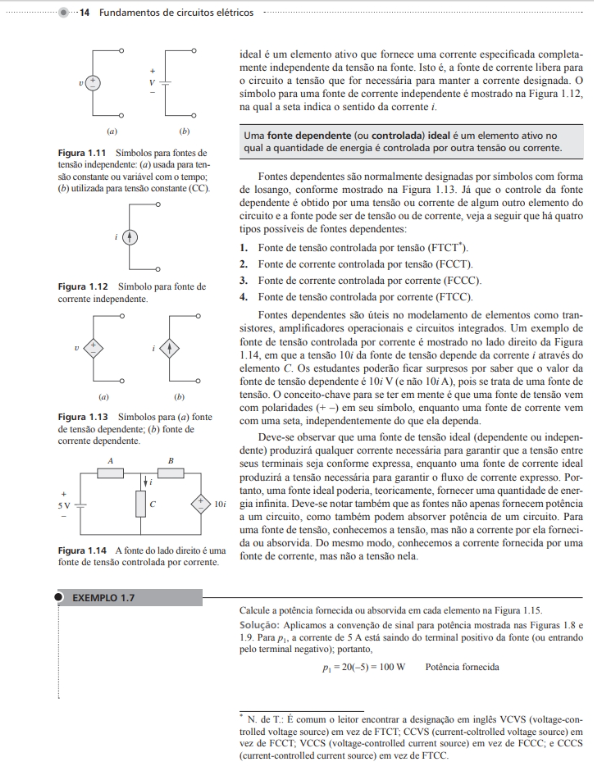 14 Fundamentos de circuitos elétricos
v
+
−
+
V
−
(a)
(b)
Figura 1.11 Símbolos para fontes de
tensão independente: (a) usada para ten-
são constante ou variável com o tempo;
(b) utilizada para tensão constante (CC).
i
Figura 1.12 Símbolo para fonte de
corrente independente.
v
+
−
i
(a)
(b)
Figura 1.13 Símbolos para (a) fonte
de tensão dependente; (b) fonte de
corrente dependente.
A
B
i
+
5 V
−
C
+
−
10i
Figura 1.14 A fonte do lado direito é uma
fonte de tensão controlada por corrente.
ideal é um elemento ativo que fornece uma corrente especificada completa-
mente independente da tensão na fonte. Isto é, a fonte de corrente libera para
o circuito a tensão que for necessária para manter a corrente designada. O
símbolo para uma fonte de corrente independente é mostrado na Figura 1.12,
na qual a seta indica o sentido da corrente i.
Uma fonte dependente (ou controlada) ideal é um elemento ativo no
qual a quantidade de energia é controlada por outra tensão ou corrente.
Fontes dependentes são normalmente designadas por símbolos com forma
de losango, conforme mostrado na Figura 1.13. Já que o controle da fonte
dependente é obtido por uma tensão ou corrente de algum outro elemento do
circuito e a fonte pode ser de tensão ou de corrente, veja a seguir que há quatro
tipos possíveis de fontes dependentes:
1. Fonte de tensão controlada por tensão (FTCT*).
2. Fonte de corrente controlada por tensão (FCCT).
3. Fonte de corrente controlada por corrente (FCCC).
4. Fonte de tensão controlada por corrente (FTCC).
Fontes dependentes são úteis no modelamento de elementos como tran-
sistores, amplificadores operacionais e circuitos integrados. Um exemplo de
fonte de tensão controlada por corrente é mostrado no lado direito da Figura
1.14, em que a tensão 10i da fonte de tensão depende da corrente i através do
elemento C. Os estudantes poderão ficar surpresos por saber que o valor da
fonte de tensão dependente é 10i V (e não 10i A), pois se trata de uma fonte de
tensão. O conceito-chave para se ter em mente é que uma fonte de tensão vem
com polaridades (+ −) em seu símbolo, enquanto uma fonte de corrente vem
com uma seta, independentemente do que ela dependa.
Deve-se observar que uma fonte de tensão ideal (dependente ou indepen-
dente) produzirá qualquer corrente necessária para garantir que a tensão entre
seus terminais seja conforme expressa, enquanto uma fonte de corrente ideal
produzirá a tensão necessária para garantir o fluxo de corrente expresso. Por-
tanto, uma fonte ideal poderia, teoricamente, fornecer uma quantidade de ener-
gia infinita. Deve-se notar também que as fontes não apenas fornecem potência
a um circuito, como também podem absorver potência de um circuito. Para
uma fonte de tensão, conhecemos a tensão, mas não a corrente por ela forneci-
da ou absorvida. Do mesmo modo, conhecemos a corrente fornecida por uma
fonte de corrente, mas não a tensão nela.
EXEMPLO 1.7
Calcule a potência fornecida ou absorvida em cada elemento na Figura 1.15.
Solução: Aplicamos a convenção de sinal para potência mostrada nas Figuras 1.8 e
1.9. Para p₁, a corrente de 5 A está saindo do terminal positivo da fonte (ou entrando
pelo terminal negativo); portanto,
p₁ = 20(–5) = 100 W Potência fornecida
* N. de T.: É comum o leitor encontrar a designação em inglês VCVS (voltage-con-
trolled voltage source) em vez de FTCT; CCVS (current-coltrolled voltage source) em
vez de FCCT; VCCS (voltage-controlled current source) em vez de FCCC; e CCCS
(current-controlled current source) em vez de FTCC.